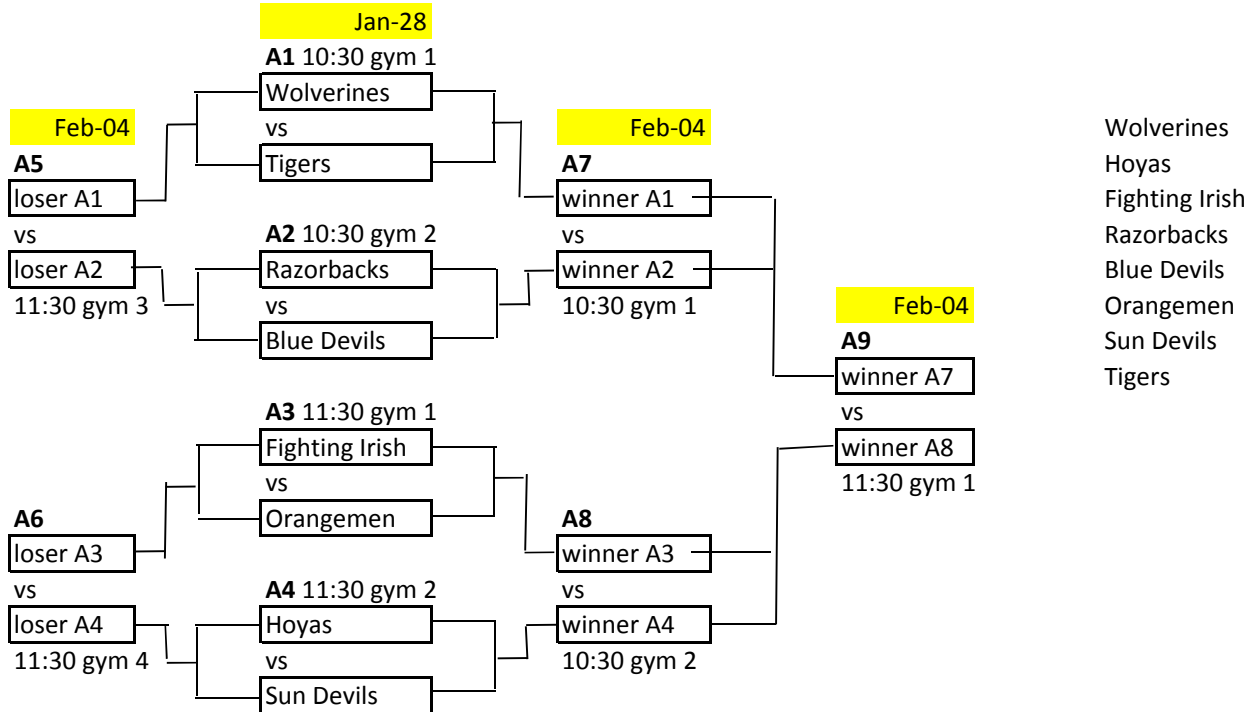 Jan-28
A1 10:30 gym 1
Wolverines
Feb-04
vs
Feb-04
Wolverines
A5
Tigers
A7
Hoyas
loser A1
winner A1
Fighting Irish
vs
A2 10:30 gym 2
vs
Razorbacks
loser A2
Razorbacks
winner A2
Blue Devils
11:30 gym 3
vs
10:30 gym 1
Feb-04
Orangemen
Blue Devils
A9
Sun Devils
winner A7
Tigers
A3 11:30 gym 1
vs
Fighting Irish
winner A8
vs
11:30 gym 1
A6
Orangemen
A8
loser A3
winner A3
vs
A4 11:30 gym 2
vs
loser A4
Hoyas
winner A4
11:30 gym 4
vs
10:30 gym 2
Sun Devils